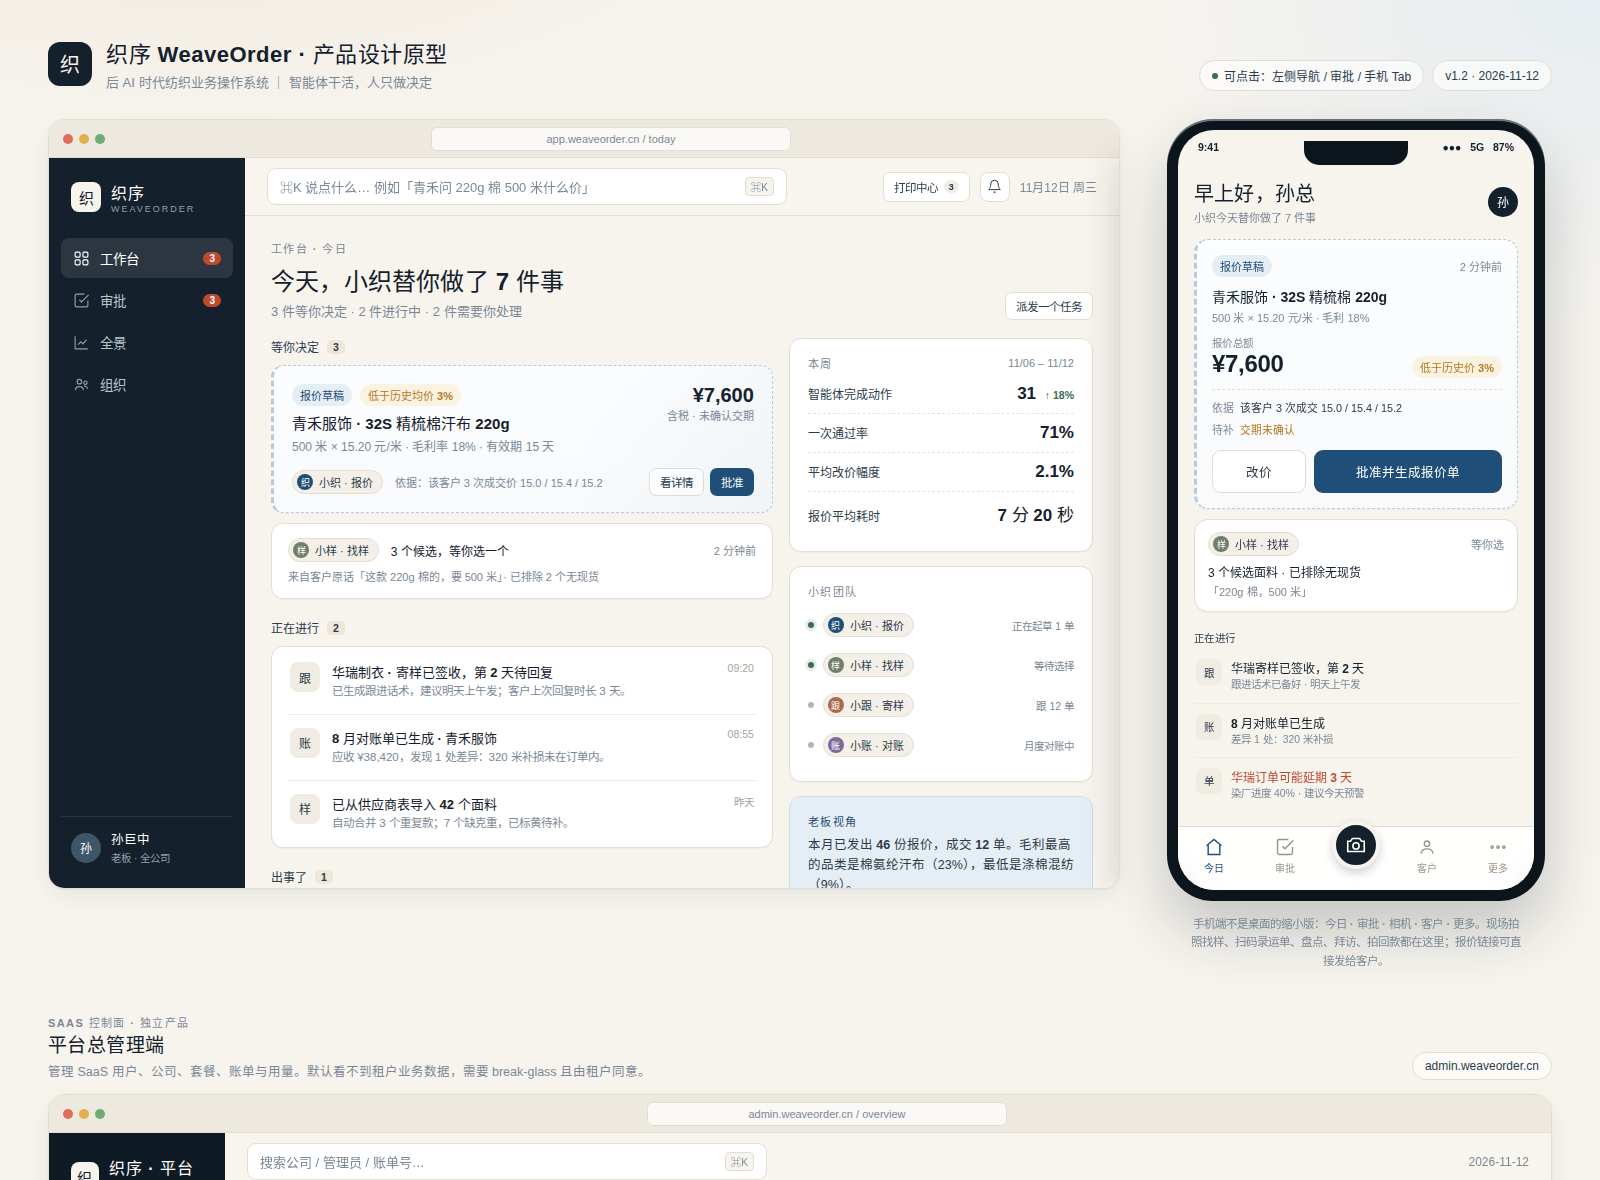 织
织序 WeaveOrder · 产品设计原型
后 AI 时代纺织业务操作系统 ｜ 智能体干活，人只做决定
可点击：左侧导航 / 审批 / 手机 Tab
v1.2 · 2026-11-12
app.weaveorder.cn / today
织
织序
WEAVEORDER
工作台 3
审批 3
全景
组织
孙
孙巨中
老板 · 全公司
⌘K 说点什么… 例如「青禾问 220g 棉 500 米什么价」 ⌘K
打印中心 3
11月12日 周三
工作台 · 今日
今天，小织替你做了 7 件事
3 件等你决定 · 2 件进行中 · 2 件需要你处理
派发一个任务
等你决定 3
报价草稿 低于历史均价 3%
¥7,600
含税 · 未确认交期
青禾服饰 · 32S 精梳棉汗布 220g
500 米 × 15.20 元/米 · 毛利率 18% · 有效期 15 天
织 小织 · 报价 依据：该客户 3 次成交价 15.0 / 15.4 / 15.2
看详情 批准
样 小样 · 找样 3 个候选，等你选一个 2 分钟前
来自客户原话「这款 220g 棉的，要 500 米」· 已排除 2 个无现货
正在进行 2
跟 华瑞制衣 · 寄样已签收，第 2 天待回复 09:20
已生成跟进话术，建议明天上午发；客户上次回复时长 3 天。
账 8 月对账单已生成 · 青禾服饰 08:55
应收 ¥38,420，发现 1 处差异：320 米补损未在订单内。
样 已从供应商表导入 42 个面料 昨天
自动合并 3 个重复款；7 个缺克重，已标黄待补。
出事了 1
本周 11/06 – 11/12
智能体完成动作 31 ↑ 18%
一次通过率 71%
平均改价幅度 2.1%
报价平均耗时 7 分 20 秒
小织团队
织 小织 · 报价 正在起草 1 单
样 小样 · 找样 等待选择
跟 小跟 · 寄样 跟 12 单
账 小账 · 对账 月度对账中
老板视角
本月已发出 46 份报价，成交 12 单。毛利最高
的品类是棉氨纶汗布（23%），最低是涤棉混纺
（9%）。
9:41 ●●● 5G 87%
早上好，孙总
小织今天替你做了 7 件事
孙
报价草稿 2 分钟前
青禾服饰 · 32S 精梳棉 220g
500 米 × 15.20 元/米 · 毛利 18%
报价总额
¥7,600 低于历史价 3%
依据 该客户 3 次成交 15.0 / 15.4 / 15.2
待补 交期未确认
改价 批准并生成报价单
样 小样 · 找样 等你选
3 个候选面料 · 已排除无现货
「220g 棉，500 米」
正在进行
跟 华瑞寄样已签收，第 2 天
跟进话术已备好 · 明天上午发
账 8 月对账单已生成
差异 1 处：320 米补损
单 华瑞订单可能延期 3 天
染厂进度 40% · 建议今天预警
今日 审批 客户 更多
手机端不是桌面的缩小版：今日 · 审批 · 相机 · 客户 · 更多。现场拍
照找样、扫码录运单、盘点、拜访、拍回款都在这里；报价链接可直
接发给客户。
SAAS 控制面 · 独立产品
平台总管理端
管理 SaaS 用户、公司、套餐、账单与用量。默认看不到租户业务数据，需要 break-glass 且由租户同意。
admin.weaveorder.cn
admin.weaveorder.cn / overview
织
织序 · 平台
搜索公司 / 管理员 / 账单号… ⌘K
2026-11-12